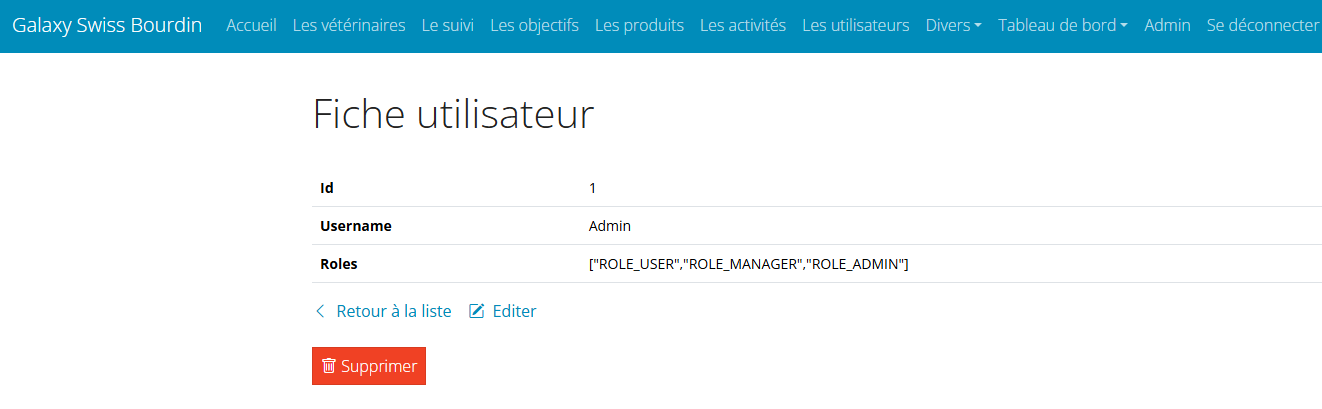 Galaxy Swiss Bourdin Accueil Les vétérinaires Le suivi Les objectifs Les produits Les activités Les utilisateurs Divers Tableau de bord Admin Se déconnecter
Fiche utilisateur
Id 1
Username Admin
Roles ["ROLE_USER","ROLE_MANAGER","ROLE_ADMIN"]
Retour à la liste Editer
Supprimer